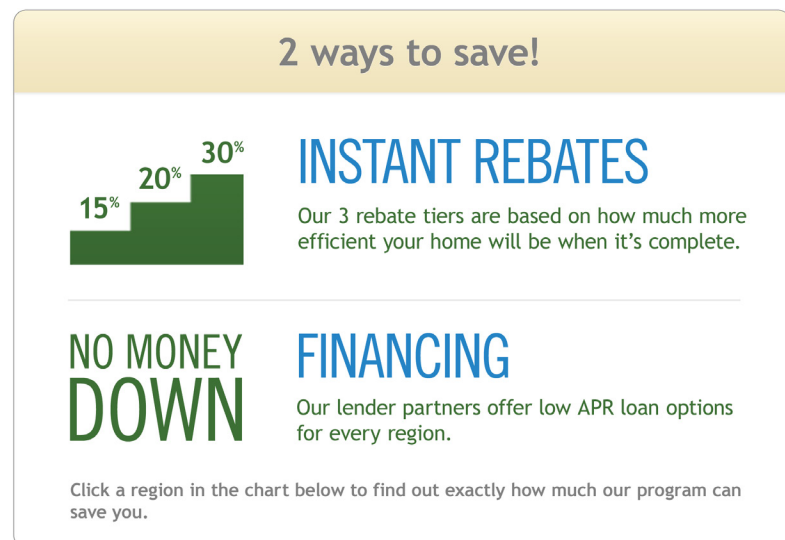 2 ways to save!
15%
20%
30%
INSTANT REBATES
Our 3 rebate tiers are based on how much more
efficient your home will be when it’s complete.
NO MONEY
DOWN
FINANCING
Our lender partners offer low APR loan options
for every region.
Click a region in the chart below to find out exactly how much our program can
save you.